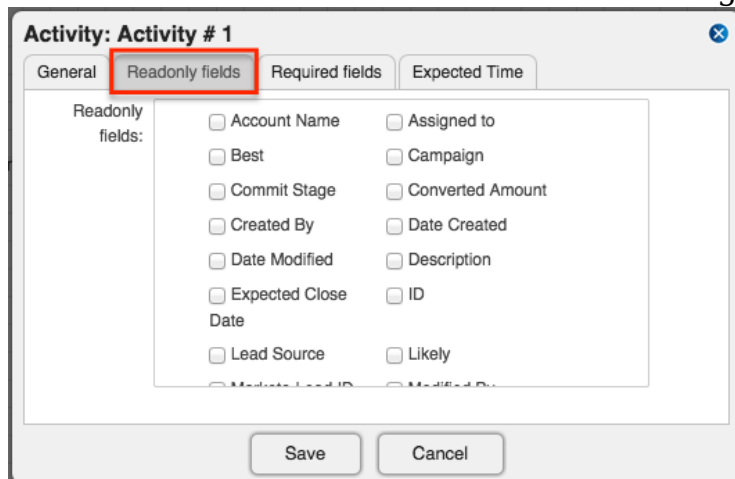 Activity: Activity # 1
General Readonly fields Required fields Expected Time
Readonly fields:
Account Name Assigned to
Best Campaign
Commit Stage Converted Amount
Created By Date Created
Date Modified Description
Expected Close Date ID
Lead Source Likely
Save Cancel